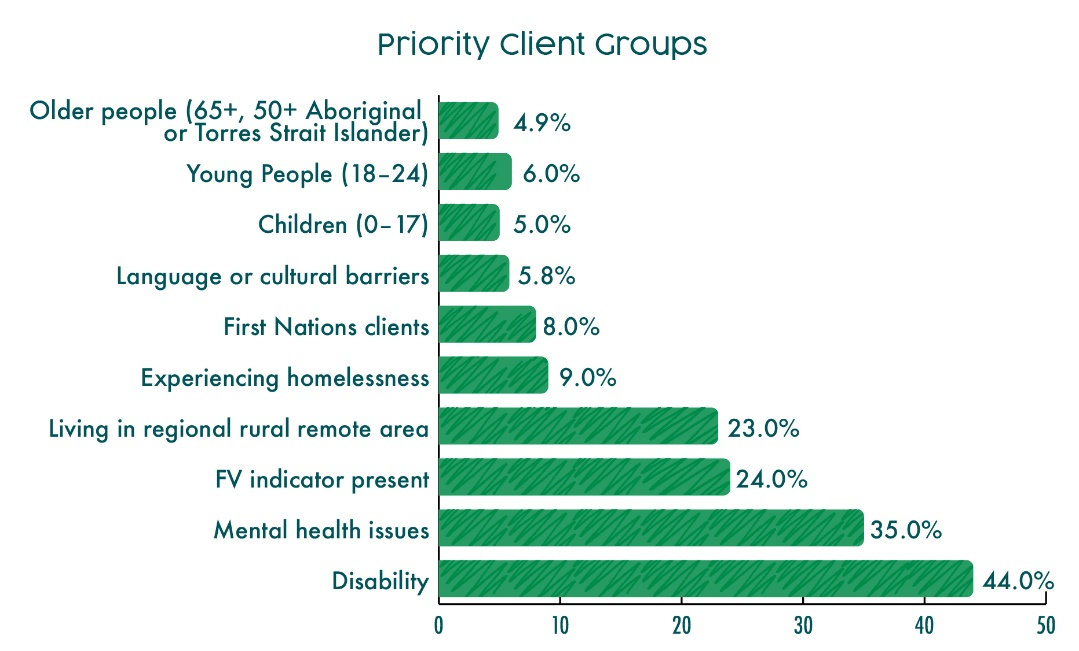 Priority Client Groups
Older people (65+, 50+ Aboriginal
or Torres Strait Islander)
4.9%
Young People (18–24)
6.0%
Children (0–17)
5.0%
Language or cultural barriers
5.8%
First Nations clients
8.0%
Experiencing homelessness
9.0%
Living in regional rural remote area
23.0%
FV indicator present
24.0%
Mental health issues
35.0%
Disability
44.0%
0 10 20 30 40 50